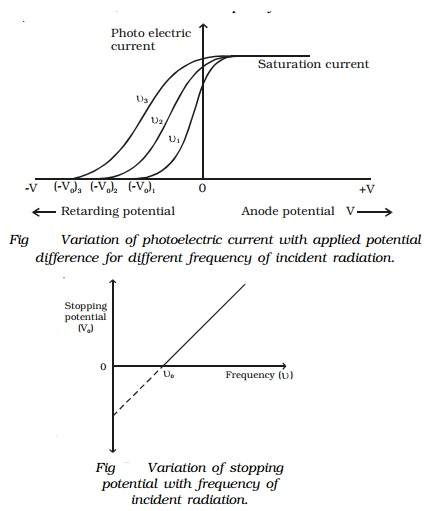 Photo electric
current
Saturation current
υ₃
υ₂
υ₁
-V (-V₀)₃ (-V₀)₂ (-V₀)₁ 0 +V
Retarding potential Anode potential V
Fig Variation of photoelectric current with applied potential
difference for different frequency of incident radiation.
Stopping
potential
(V₀)
0
υ₀ Frequency (υ)
Fig Variation of stopping
potential with frequency of
incident radiation.